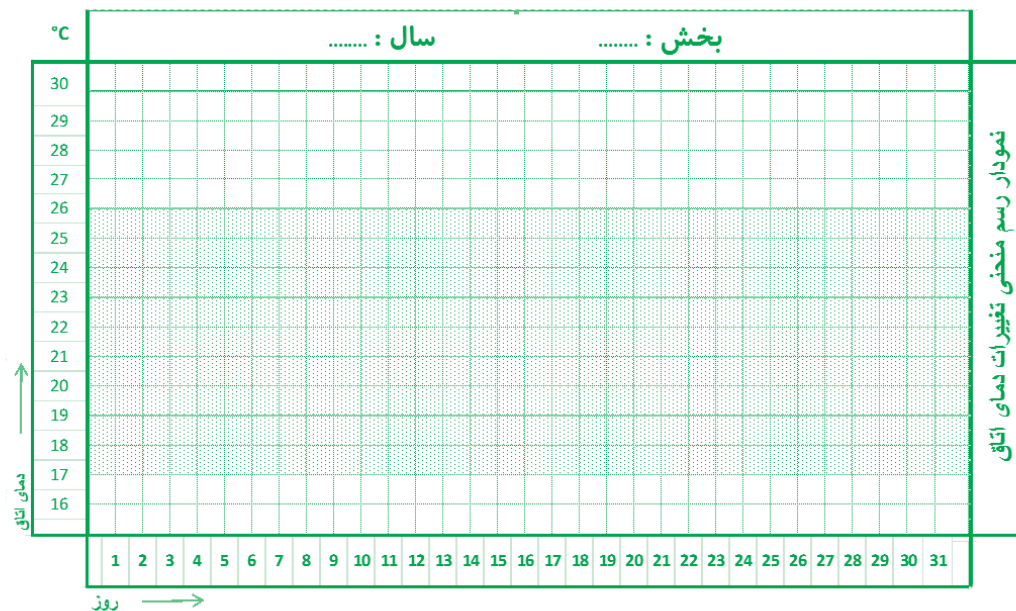 °C
بخش : ........ سال : ........
30
29
28
27
26
25
24
23
22
21
20
19
18
17
16
دمای اتاق
نمودار رسم منحنی تغییرات دمای اتاق
1 2 3 4 5 6 7 8 9 10 11 12 13 14 15 16 17 18 19 20 21 22 23 24 25 26 27 28 29 30 31
روز